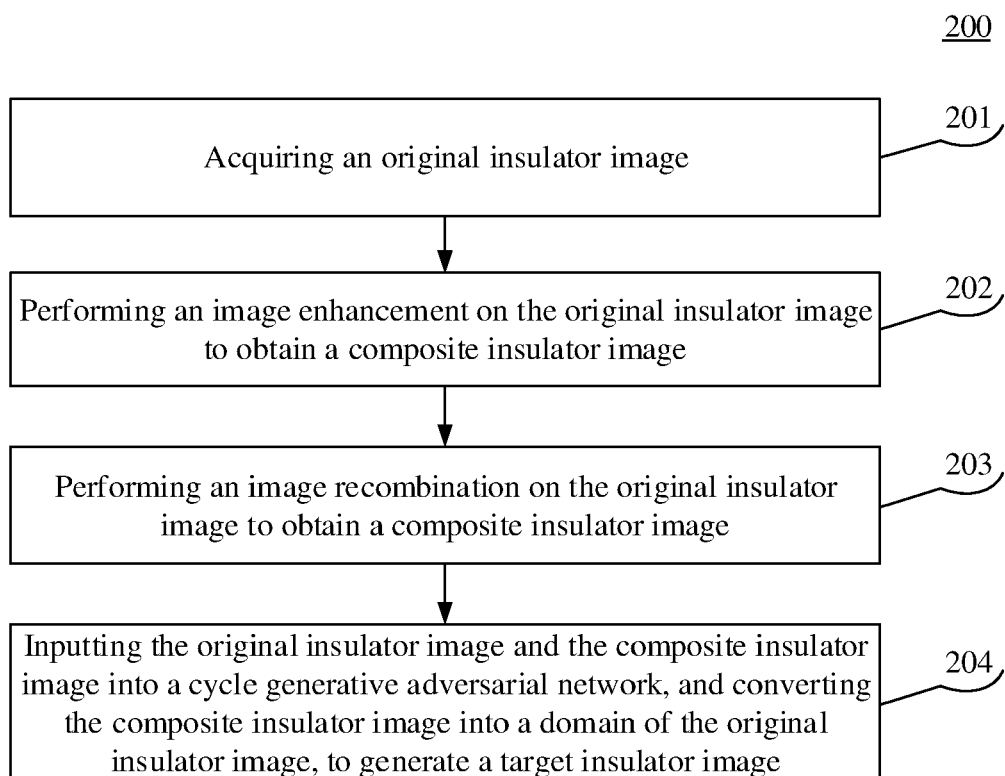 200
201
Acquiring an original insulator image
202
Performing an image enhancement on the original insulator image
to obtain a composite insulator image
203
Performing an image recombination on the original insulator
image to obtain a composite insulator image
204
Inputting the original insulator image and the composite insulator
image into a cycle generative adversarial network, and converting
the composite insulator image into a domain of the original
insulator image, to generate a target insulator image